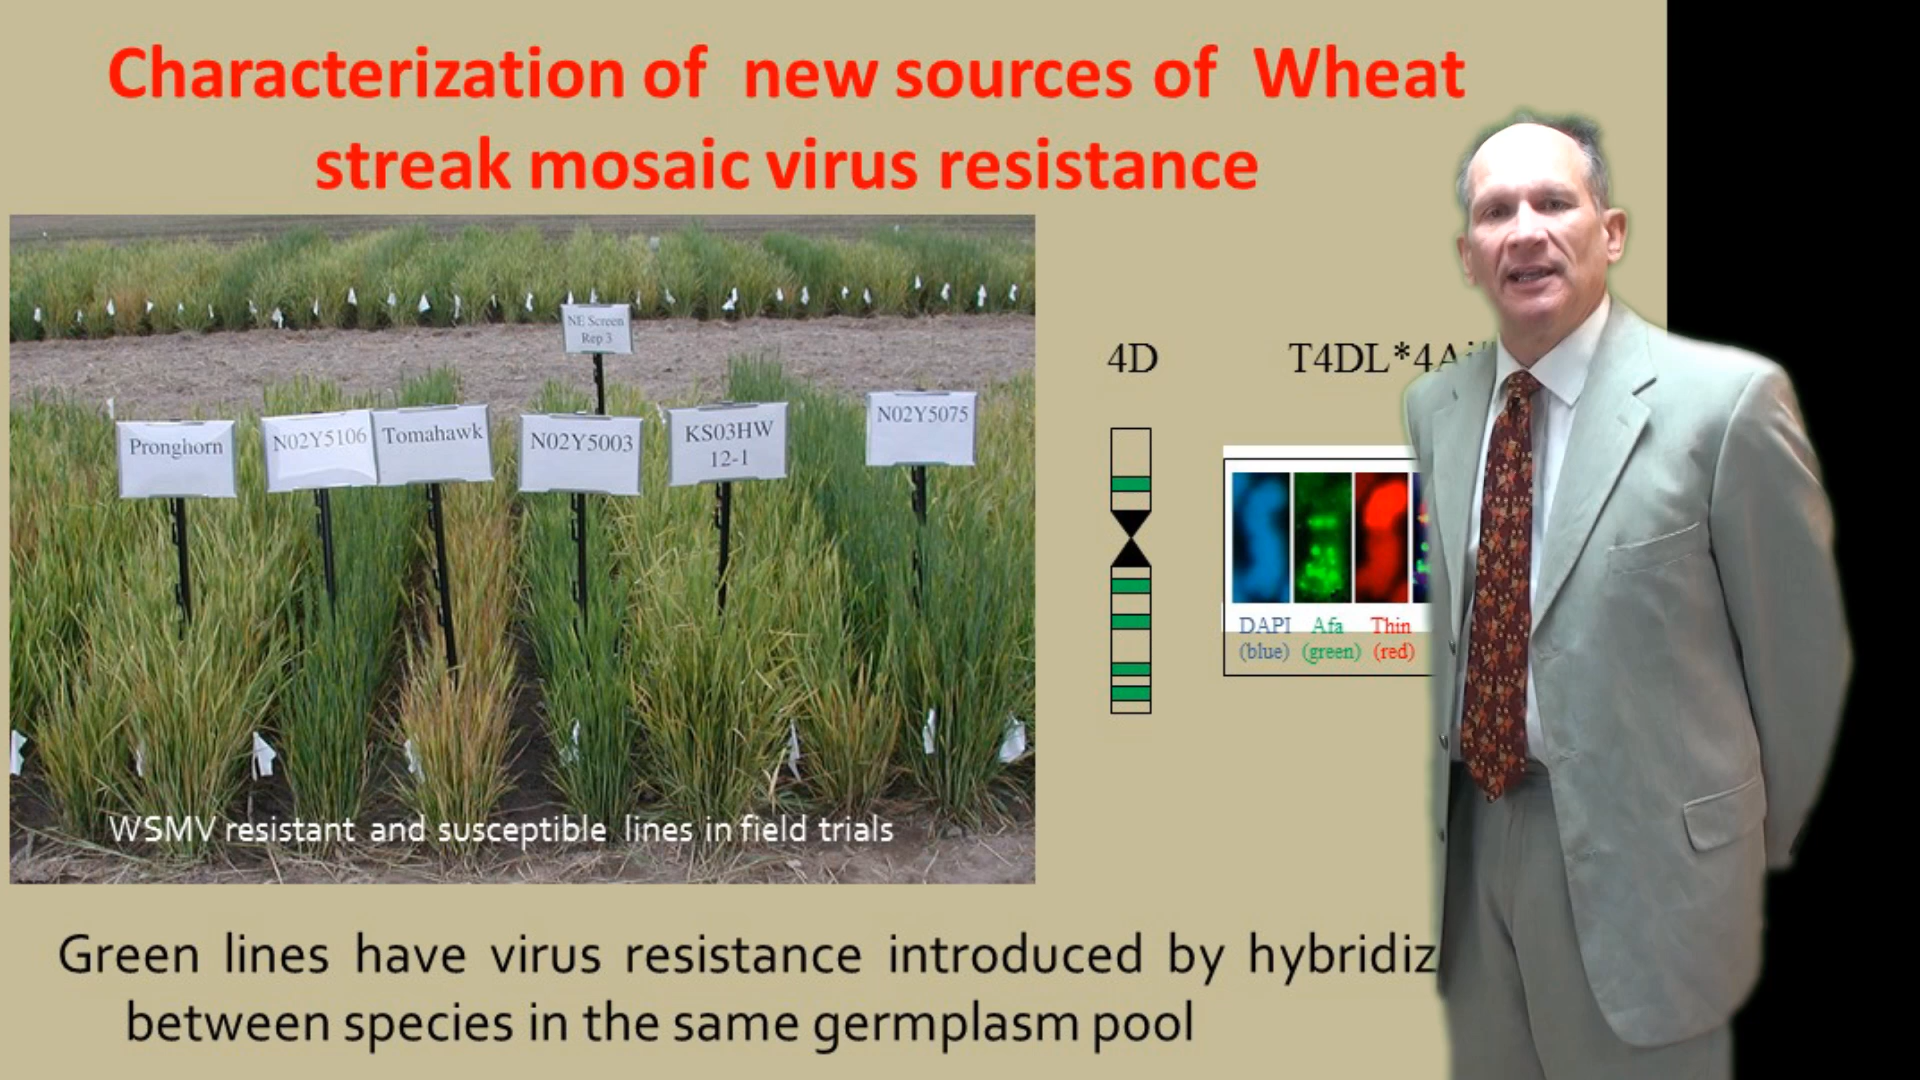 Characterization of new sources of Wheat
streak mosaic virus resistance
NE Screen
Rep 3
Pronghorn
N02Y5106
Tomahawk
N02Y5003
KS03HW
12-1
N02Y5075
WSMV resistant and susceptible lines in field trials
4D
T4DL*4A
DAPI Afa Thin
(blue) (green) (red)
Green lines have virus resistance introduced by hybridiz
between species in the same germplasm pool